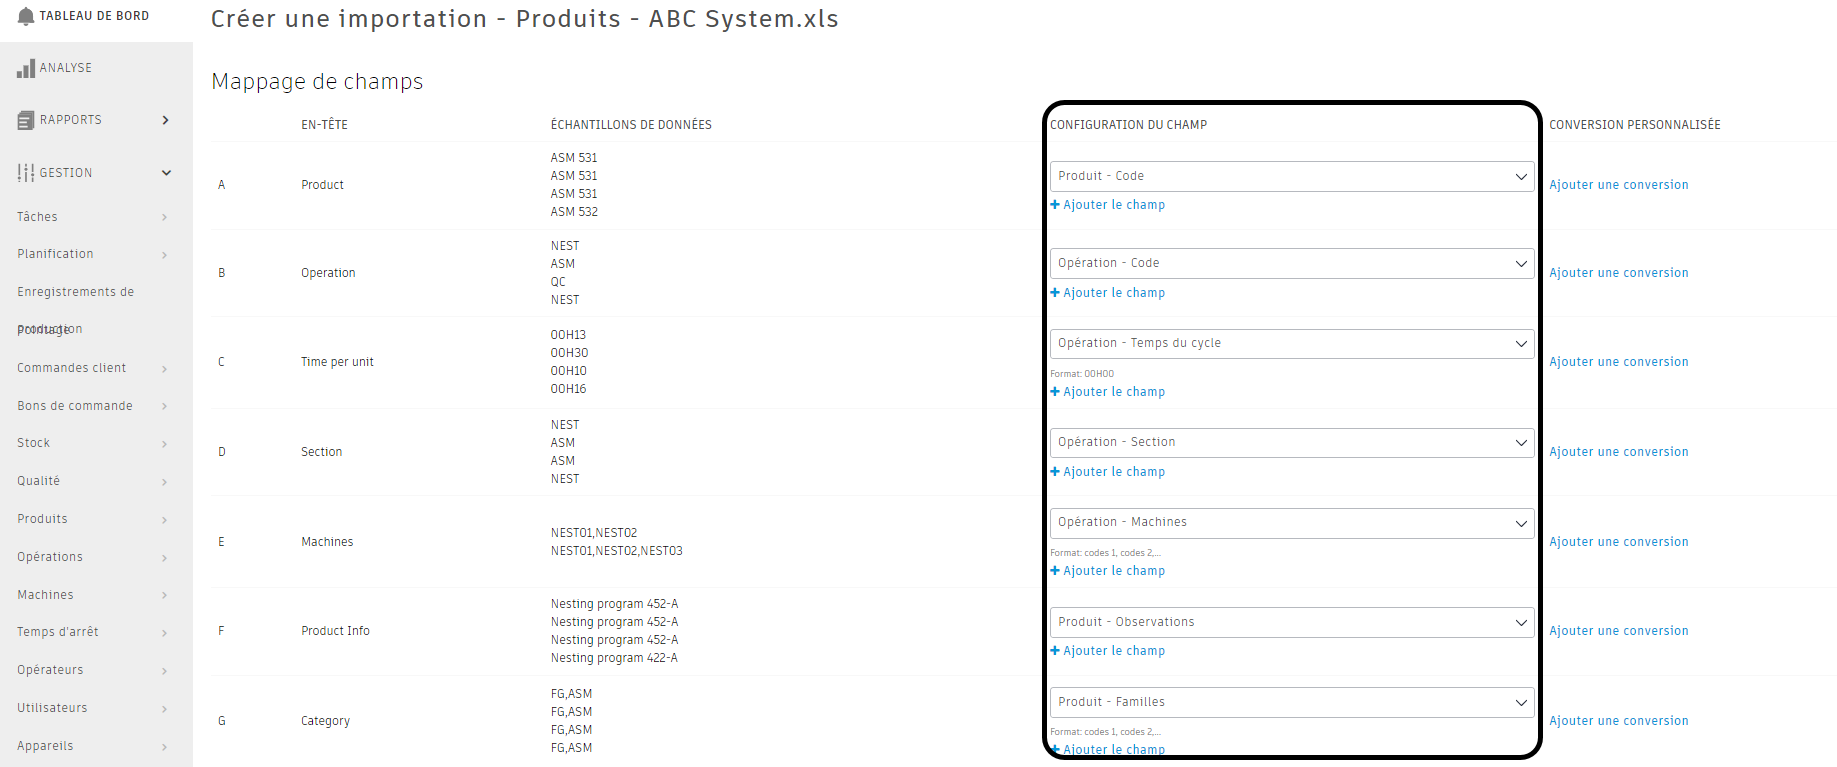 TABLEAU DE BORD
ANALYSE
RAPPORTS
GESTION
Tâches
Planification
Enregistrements de
production
Pointage
Commandes client
Bons de commande
Stock
Qualité
Produits
Opérations
Machines
Temps d'arrêt
Opérateurs
Utilisateurs
Appareils
Créer une importation - Produits - ABC System.xls
Mappage de champs
EN-TÊTE ÉCHANTILLONS DE DONNÉES CONFIGURATION DU CHAMP CONVERSION PERSONNALISÉE
A Product
ASM 531
ASM 531
ASM 531
ASM 532
Produit - Code
+ Ajouter le champ
Ajouter une conversion
B Operation
NEST
ASM
QC
NEST
Opération - Code
+ Ajouter le champ
Ajouter une conversion
C Time per unit
00H13
00H30
00H10
00H16
Opération - Temps du cycle
Format: 00H00
+ Ajouter le champ
Ajouter une conversion
D Section
NEST
ASM
ASM
NEST
Opération - Section
+ Ajouter le champ
Ajouter une conversion
E Machines
NEST01,NEST02
NEST01,NEST02,NEST03
Opération - Machines
Format: codes 1, codes 2,...
+ Ajouter le champ
Ajouter une conversion
F Product Info
Nesting program 452-A
Nesting program 452-A
Nesting program 452-A
Nesting program 422-A
Produit - Observations
+ Ajouter le champ
Ajouter une conversion
G Category
FG,ASM
FG,ASM
FG,ASM
FG,ASM
Produit - Familles
Format: codes 1, codes 2,...
+ Ajouter le champ
Ajouter une conversion